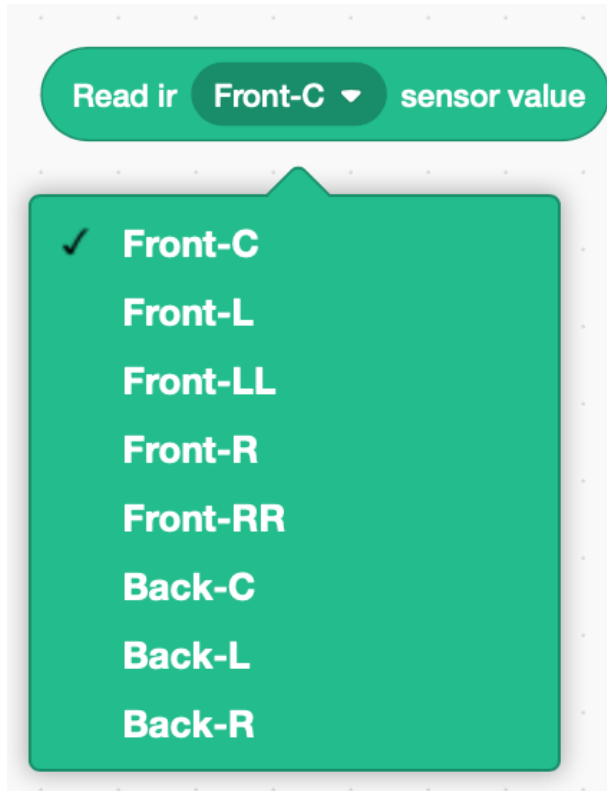 Read ir Front-C sensor value
Front-C
Front-L
Front-LL
Front-R
Front-RR
Back-C
Back-L
Back-R